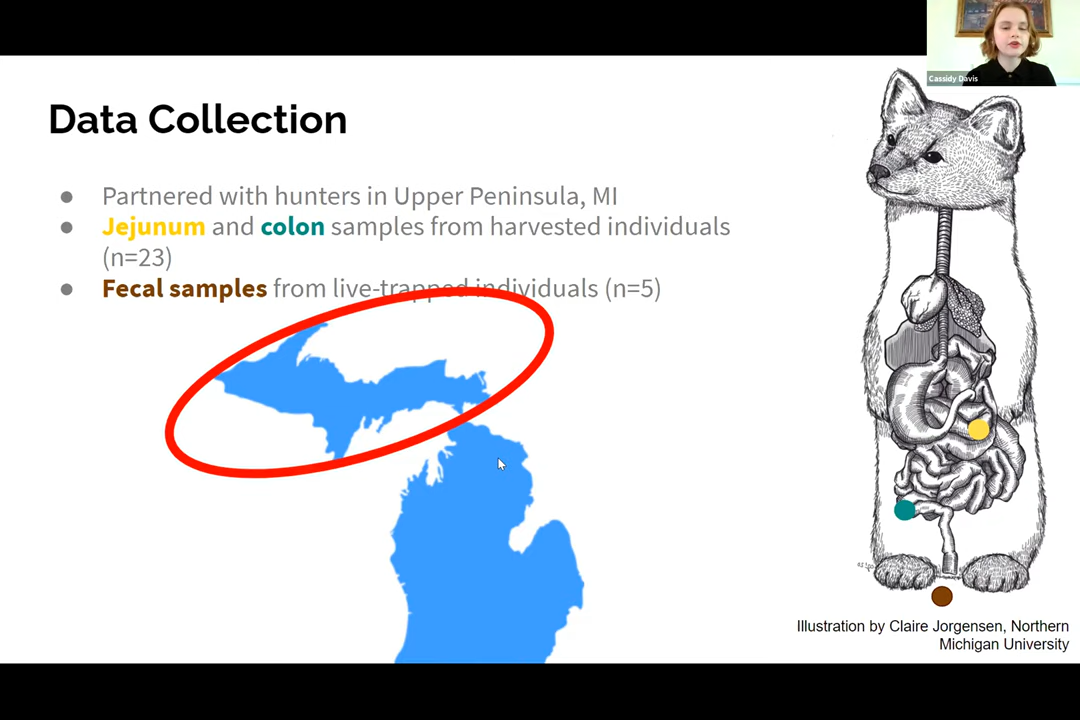 Cassidy Davis
Data Collection
● Partnered with hunters in Upper Peninsula, MI
● Jejunum and colon samples from harvested individuals
(n=23)
● Fecal samples from live-trapped individuals (n=5)
Illustration by Claire Jorgensen, Northern
Michigan University